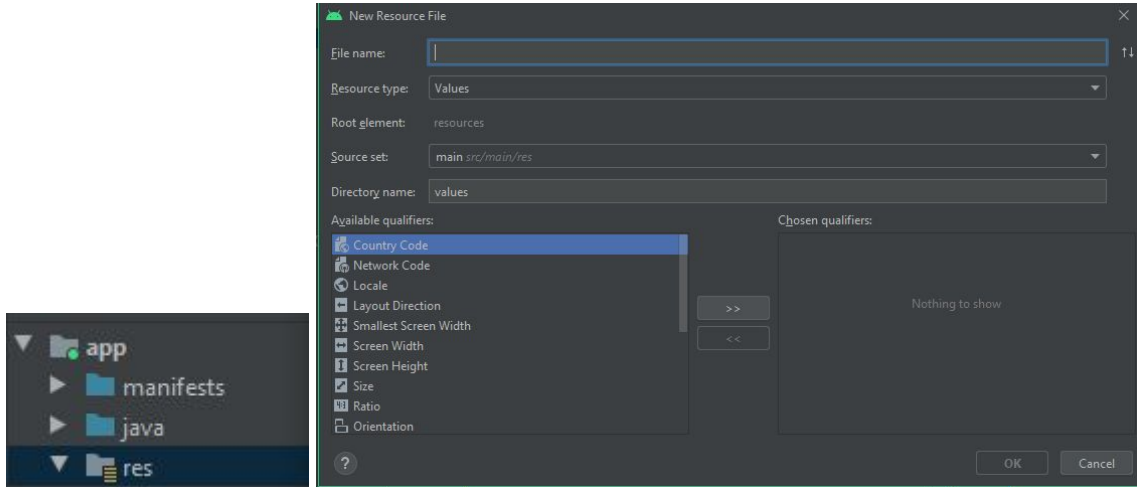 New Resource File
File name:
Resource type: Values
Root element: resources
Source set: main src/main/res
Directory name: values
Available qualifiers:
Chosen qualifiers:
Country Code
Network Code
Locale
Layout Direction
Smallest Screen Width
Screen Width
Screen Height
Size
Ratio
Orientation
>>
<<
Nothing to show
?
OK
Cancel
app
manifests
java
res